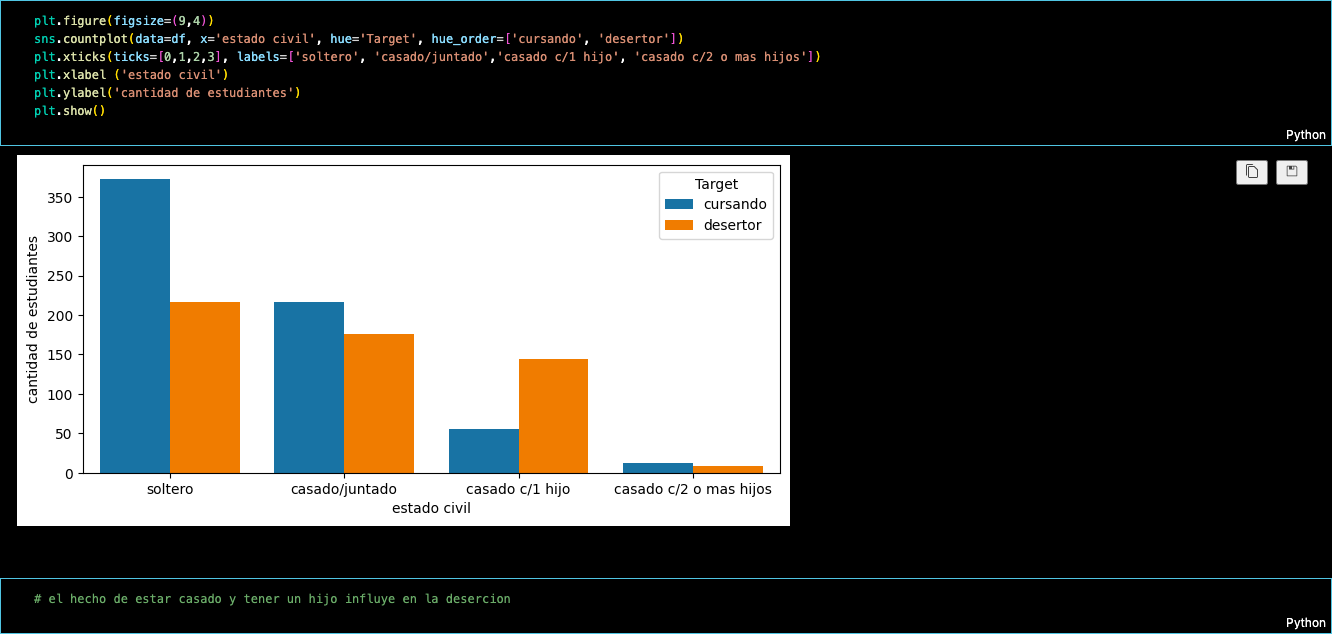 plt.figure(figsize=(9,4))
sns.countplot(data=df, x='estado civil', hue='Target', hue_order=['cursando', 'desertor'])
plt.xticks(ticks=[0,1,2,3], labels=['soltero', 'casado/juntado','casado c/1 hijo', 'casado c/2 o mas hijos'])
plt.xlabel ('estado civil')
plt.ylabel('cantidad de estudiantes')
plt.show()
Python
Target
cursando
desertor
350
300
250
200
150
100
50
0
cantidad de estudiantes
soltero casado/juntado casado c/1 hijo casado c/2 o mas hijos
estado civil
# el hecho de estar casado y tener un hijo influye en la desercion
Python